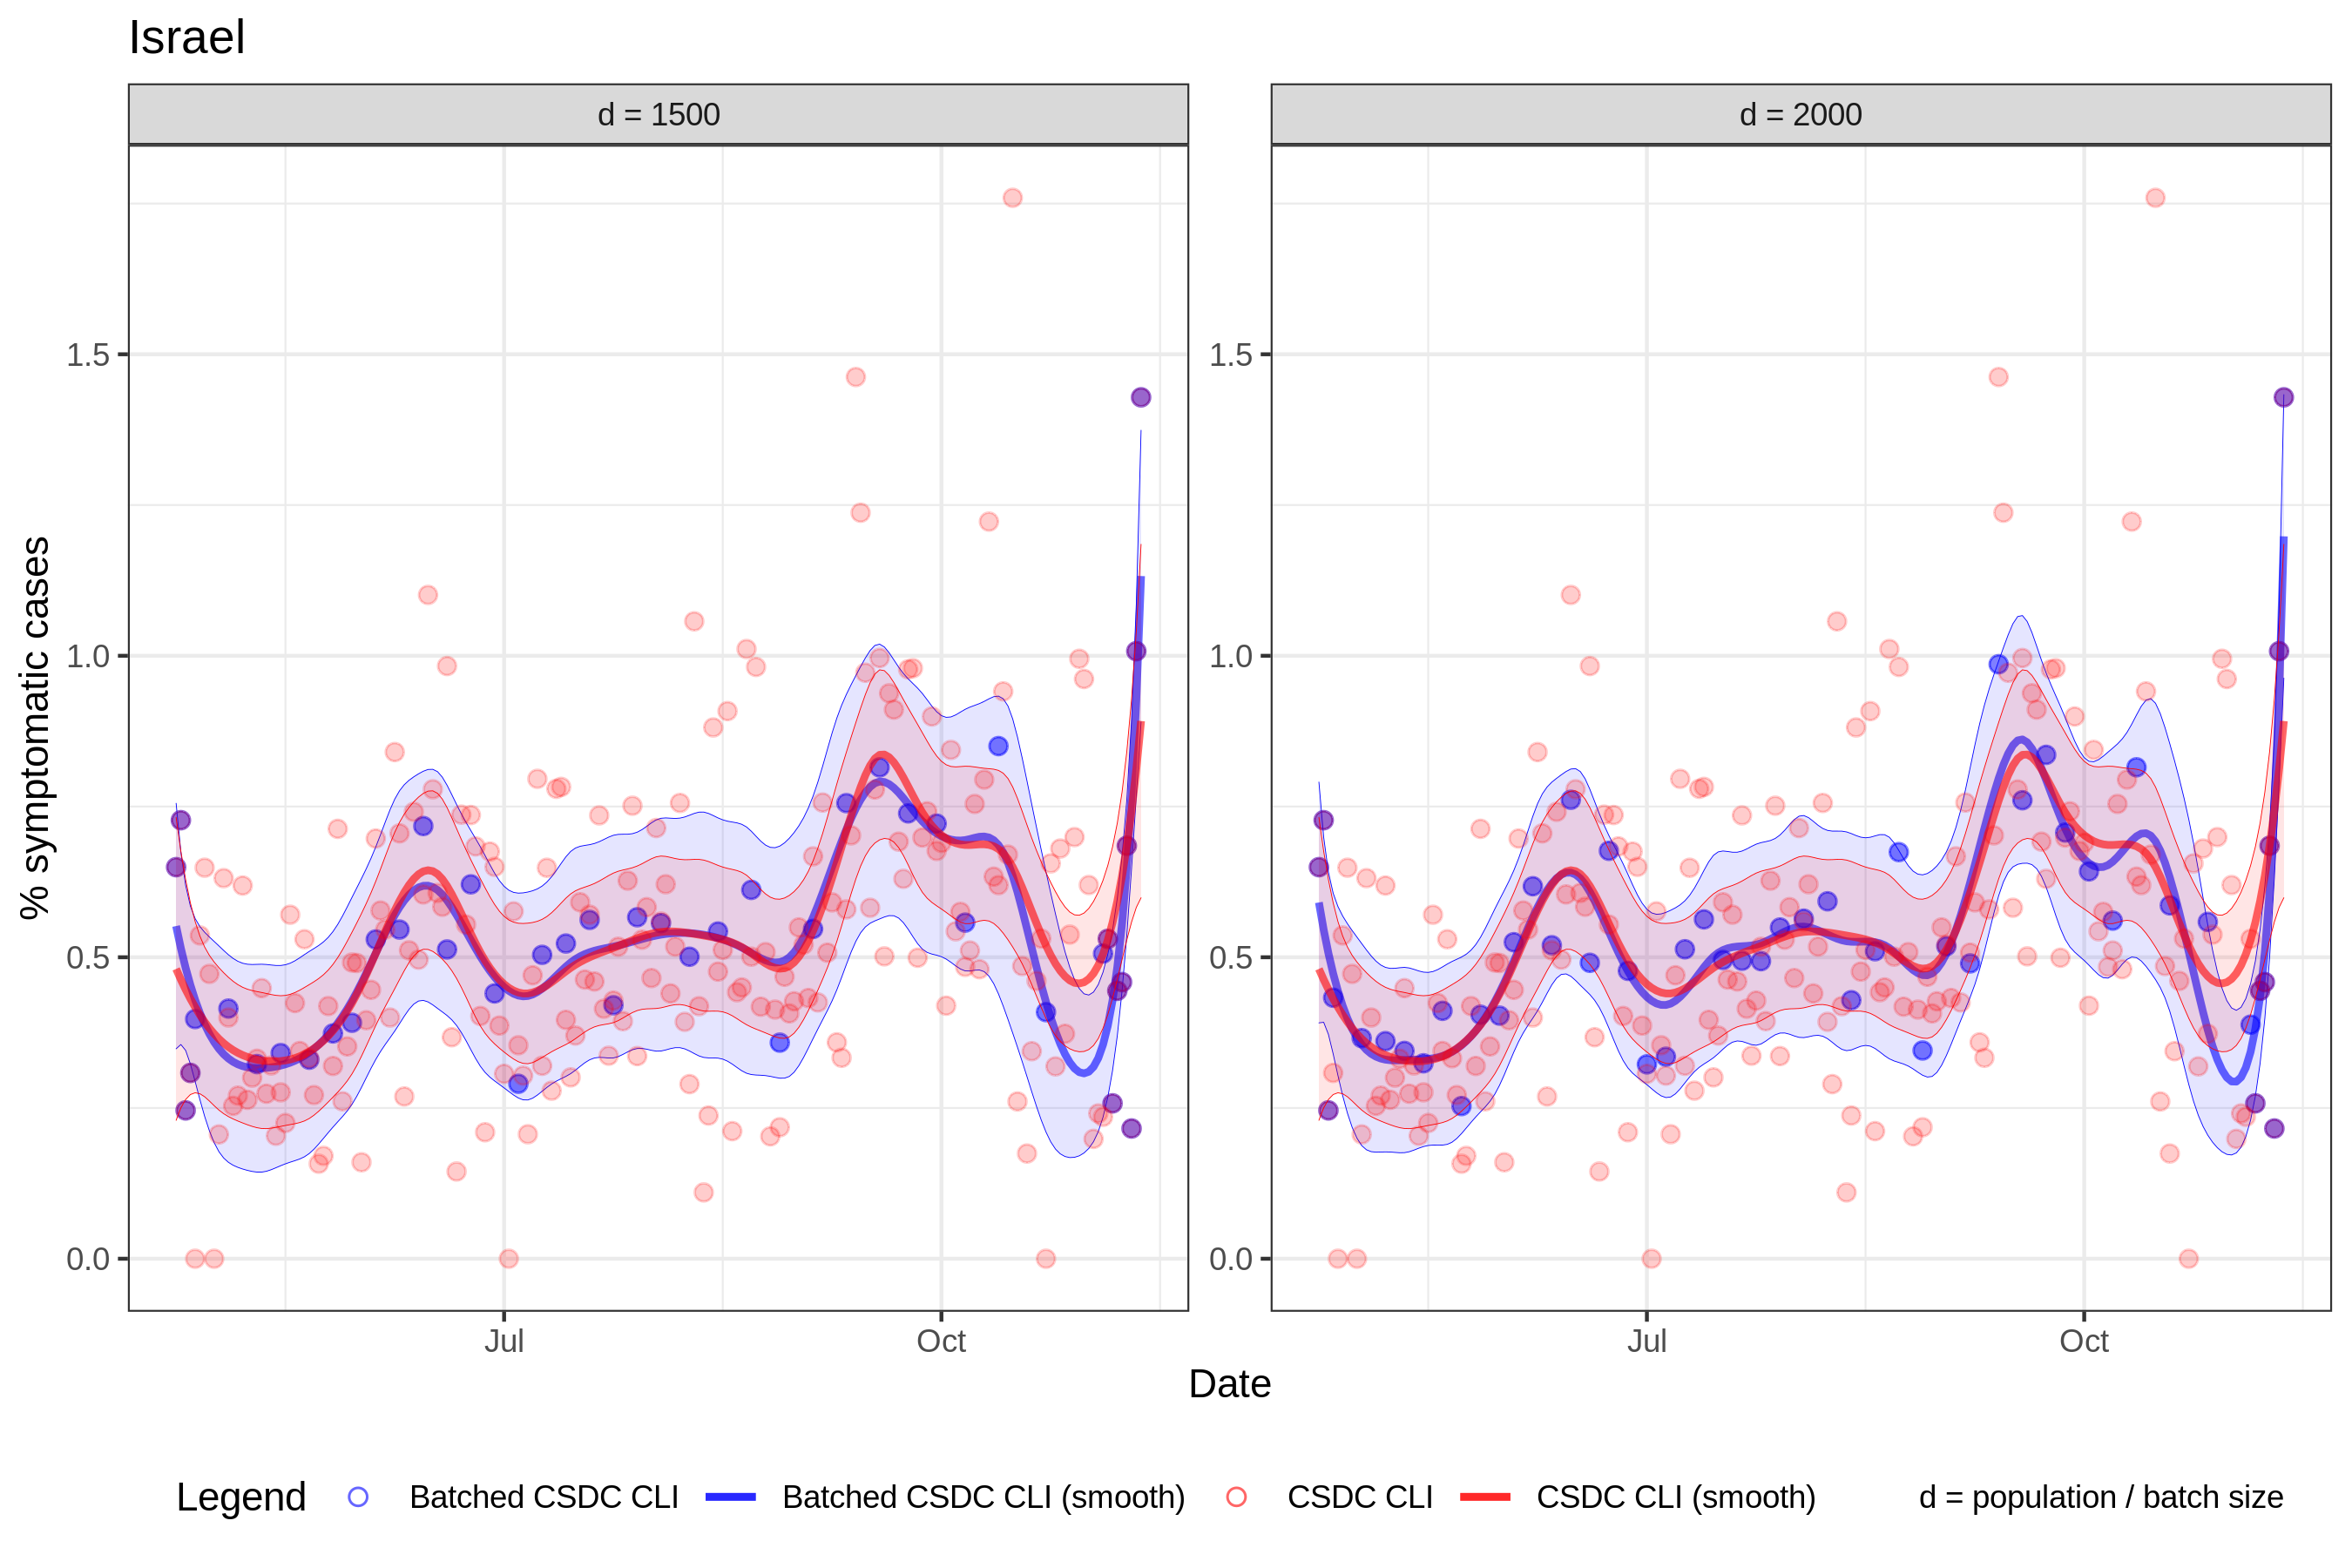 Israel
d = 1500
d = 2000
% symptomatic cases
1.5
1.0
0.5
0.0
1.5
1.0
0.5
0.0
Jul
Oct
Jul
Oct
Date
Legend
Batched CSDC CLI
Batched CSDC CLI (smooth)
CSDC CLI
CSDC CLI (smooth)
d = population / batch size